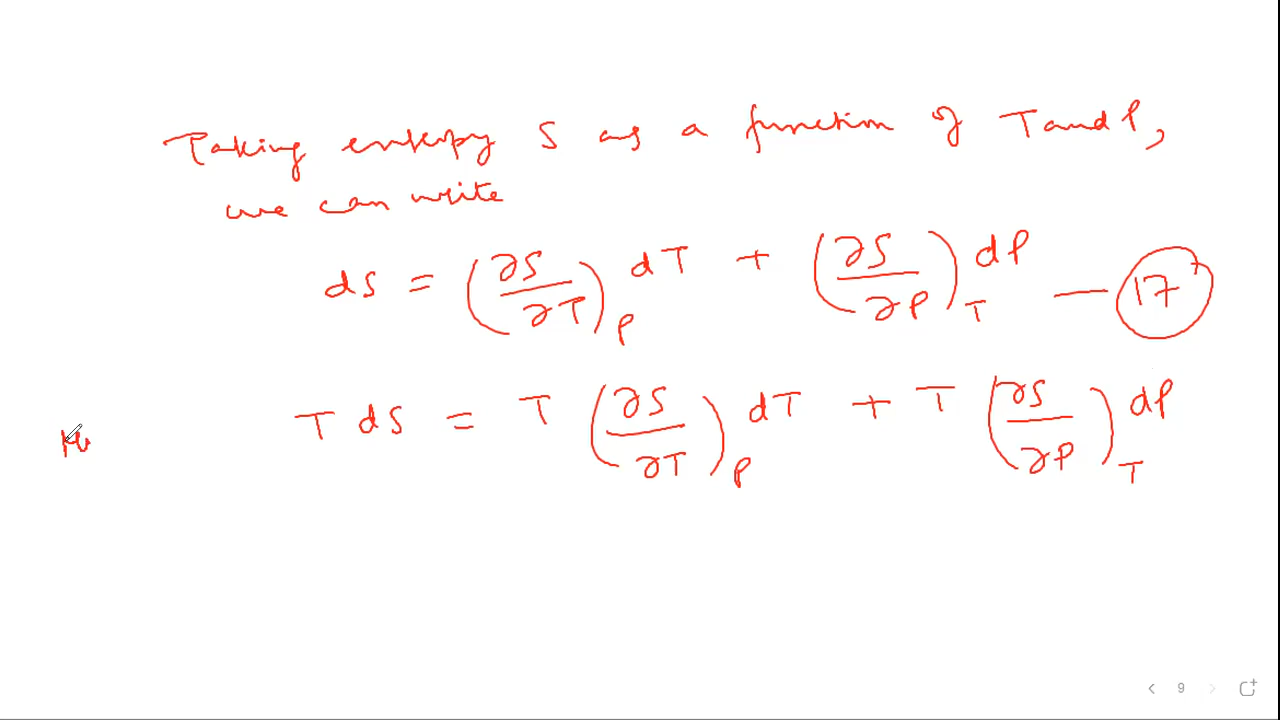 Taking entropy S as a function of T and P,
we can write
dS = (∂S/∂T)_P dT + (∂S/∂P)_T dP — 17
T dS = T (∂S/∂T)_P dT + T (∂S/∂P)_T dP
9